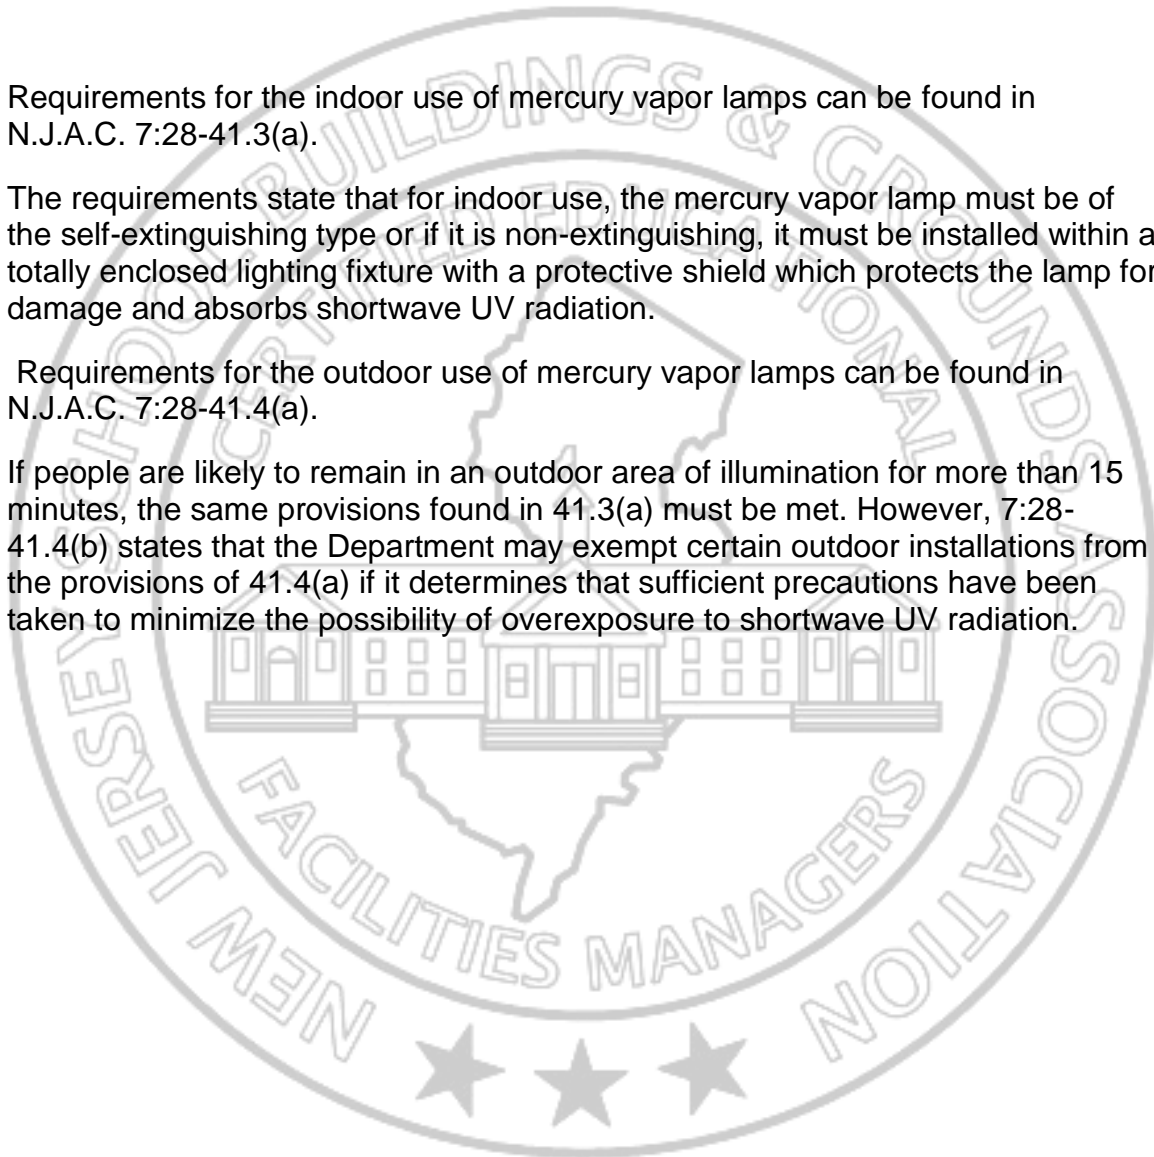 Requirements for the indoor use of mercury vapor lamps can be found in
N.J.A.C. 7:28-41.3(a).
The requirements state that for indoor use, the mercury vapor lamp must be of
the self-extinguishing type or if it is non-extinguishing, it must be installed within a
totally enclosed lighting fixture with a protective shield which protects the lamp for
damage and absorbs shortwave UV radiation.
Requirements for the outdoor use of mercury vapor lamps can be found in
N.J.A.C. 7:28-41.4(a).
If people are likely to remain in an outdoor area of illumination for more than 15
minutes, the same provisions found in 41.3(a) must be met. However, 7:28-
41.4(b) states that the Department may exempt certain outdoor installations from
the provisions of 41.4(a) if it determines that sufficient precautions have been
taken to minimize the possibility of overexposure to shortwave UV radiation.
NEW JERSEY SCHOOL BUILDINGS & GROUNDS ASSOCIATION
CERTIFIED EDUCATIONAL
FACILITIES MANAGERS